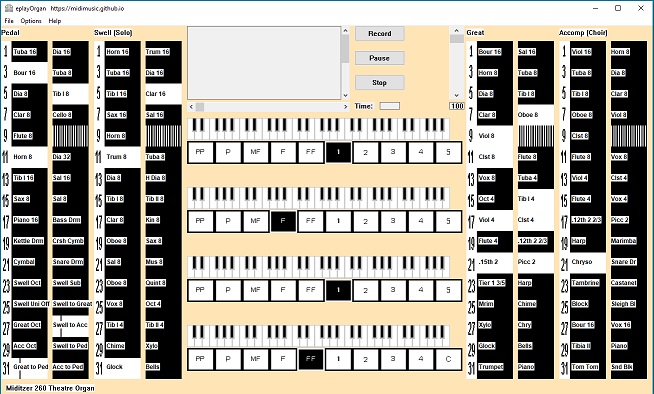 eplayOrgan https://midimusic.github.io
File Options Help
Pedal Swell (Solo) Great Accomp (Choir)
Record
Pause
Stop
Time: 100
1 Tuba 16 Dia 16 1 Horn 16 Trum 16 1 Bour 16 Sal 16 1 Viol 16 Horn 8
3 Bour 16 Tuba 8 3 Dia 16 Tibl 16 3 Horn 8 Tuba 8 3 Dia 8 Tuba 8
5 Dia 8 Tib l 8 5 Tib l 16 Clar 16 5 Dia 8 Tib l 8 5 Tib l 8 Clar 8
7 Clar 8 Cello 8 7 Sax 16 Sal 16 7 Clar 8 Oboe 8 7 Oboe 8 Viol 8
9 Flute 8 9 Horn 8 9 Viol 8 9 Clst 8
11 Horn 8 Dia 32 11 Trum 8 Tuba 8 11 Clst 8 Flute 8 11 Flute 8 Vox 8
13 Tib l 16 Sal 16 13 Dia 8 H Dia 8 13 Vox 8 Tuba 4 13 Viol 4 Clst 4
15 Sax 8 Sal 8 15 Tib l 8 Tib II 8 15 Oct 4 Tib l 4 15 Vox 4 Flute 4
17 Piano 16 Bass Drm 17 Clar 8 Kin 8 17 Viol 4 Clst 4 17 .12th 2 2/3 Picc 2
19 Kettle Drm Crsh Cymb 19 Oboe 8 Sax 8 19 Flute 4 .12th 2 2/3 19 Harp Marimba
21 Cymbal Snare Drm 21 Sal 8 Mus 8 21 .15th 2 Picc 2 21 Chryso Snare Dr
23 Swell Oct Swell Sub 23 Oboe 8 Quint 8 23 Tier 1 3/5 Harp 23 Tambrine Castanet
25 Swell Uni Off Swell to Great 25 Vox 8 Oct 4 25 Mrim Chime 25 Block Sleigh Bl
27 Great Oct Swell to Acc 27 Tib l 4 Tib II 4 27 Xylo Chry 27 Bour 16 Vox 16
29 Acc Oct Swell to Ped 29 Chime Xylo 29 Glock Bells 29 Tibia II Piano
31 Great to Ped Acc to Ped 31 Glock Bells 31 Trumpet Piano 31 Tom Tom Snd Blk
PP P MF F FF 1 2 3 4 5
PP P MF F FF 1 2 3 4 5
PP P MF F FF 1 2 3 4 5
PP P MF F FF 1 2 3 4 C
Miditzer 260 Theatre Organ